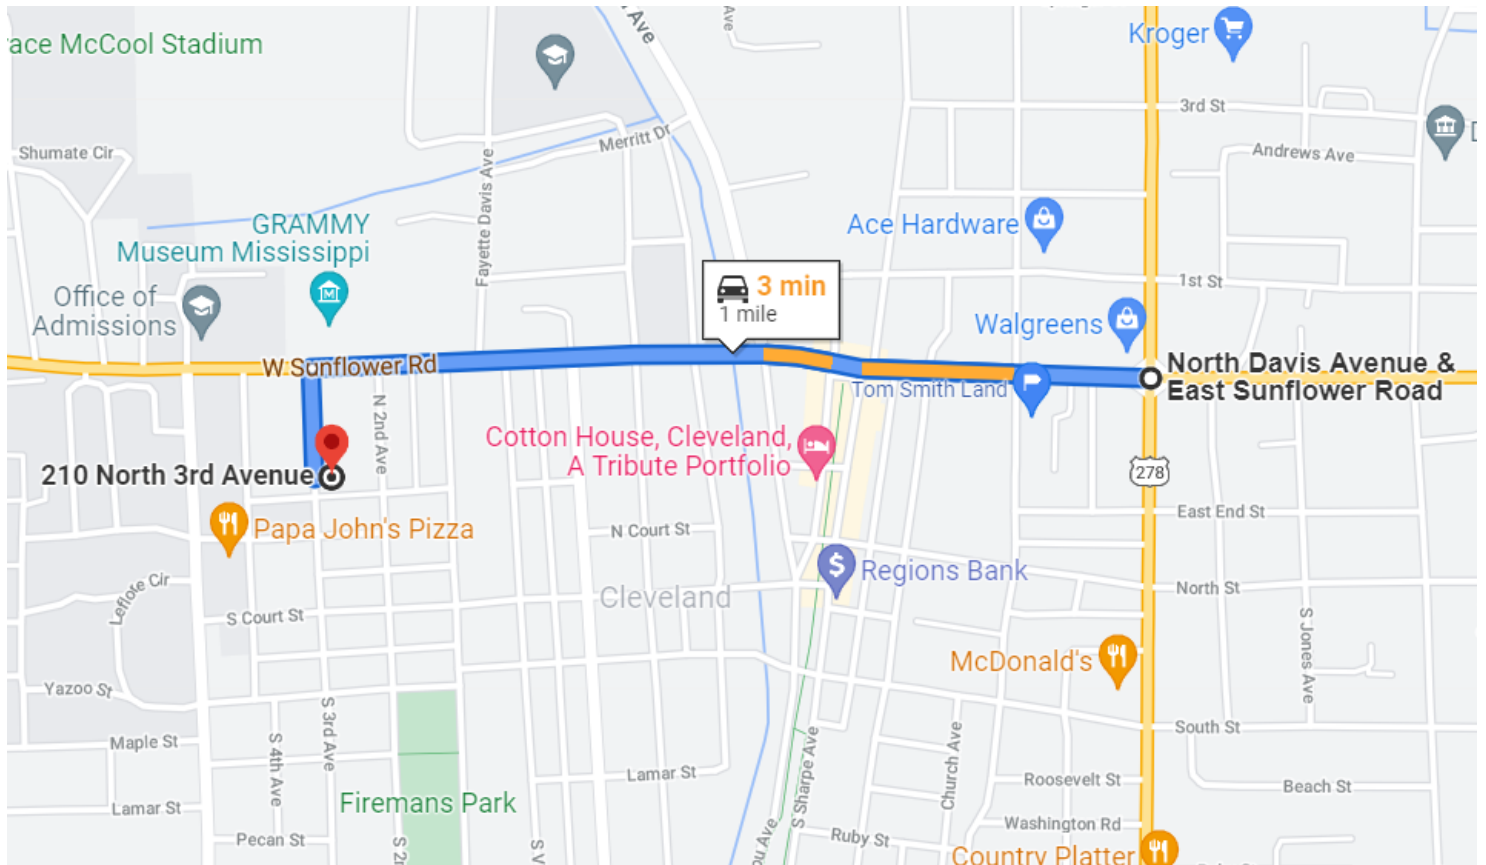 Ave
Ave
Kroger
race McCool Stadium
3rd St
Merritt Dr
Andrews Ave
Shumate Cir
Fayette Davis Ave
GRAMMY
Museum Mississippi
Ace Hardware
1st St
3 min
1 mile
Office of
Admissions
Walgreens
W Sunflower Rd
North Davis Avenue &
East Sunflower Road
Tom Smith Land
N 2nd Ave
Cotton House, Cleveland,
A Tribute Portfolio
210 North 3rd Avenue
278
East End St
Papa John's Pizza
N Court St
Regions Bank
North St
Leflore Cir
Cleveland
S Court St
S Jones Ave
McDonald's
Yazoo St
S 3rd Ave
South St
Maple St
S 4th Ave
S Sharpe Ave
Church Ave
Lamar St
Roosevelt St
Beach St
Firemans Park
Lamar St
Washington Rd
Pecan St
Ruby St
Country Platter